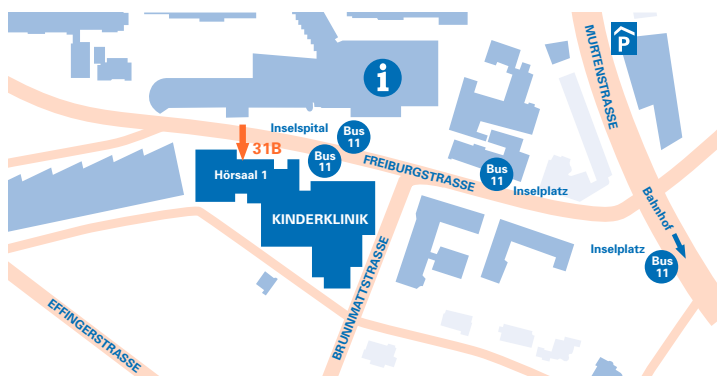 MURTENSTRASSE
P
i
Inselspital
Bus
11
31B
Bus
11
FREIBURGSTRASSE
Hörsaal 1
Bus
11
Inselplatz
KINDERKLINIK
Bahnhof
Inselplatz
Bus
11
BRUNNMATTSTRASSE
EFFINGERSTRASSE